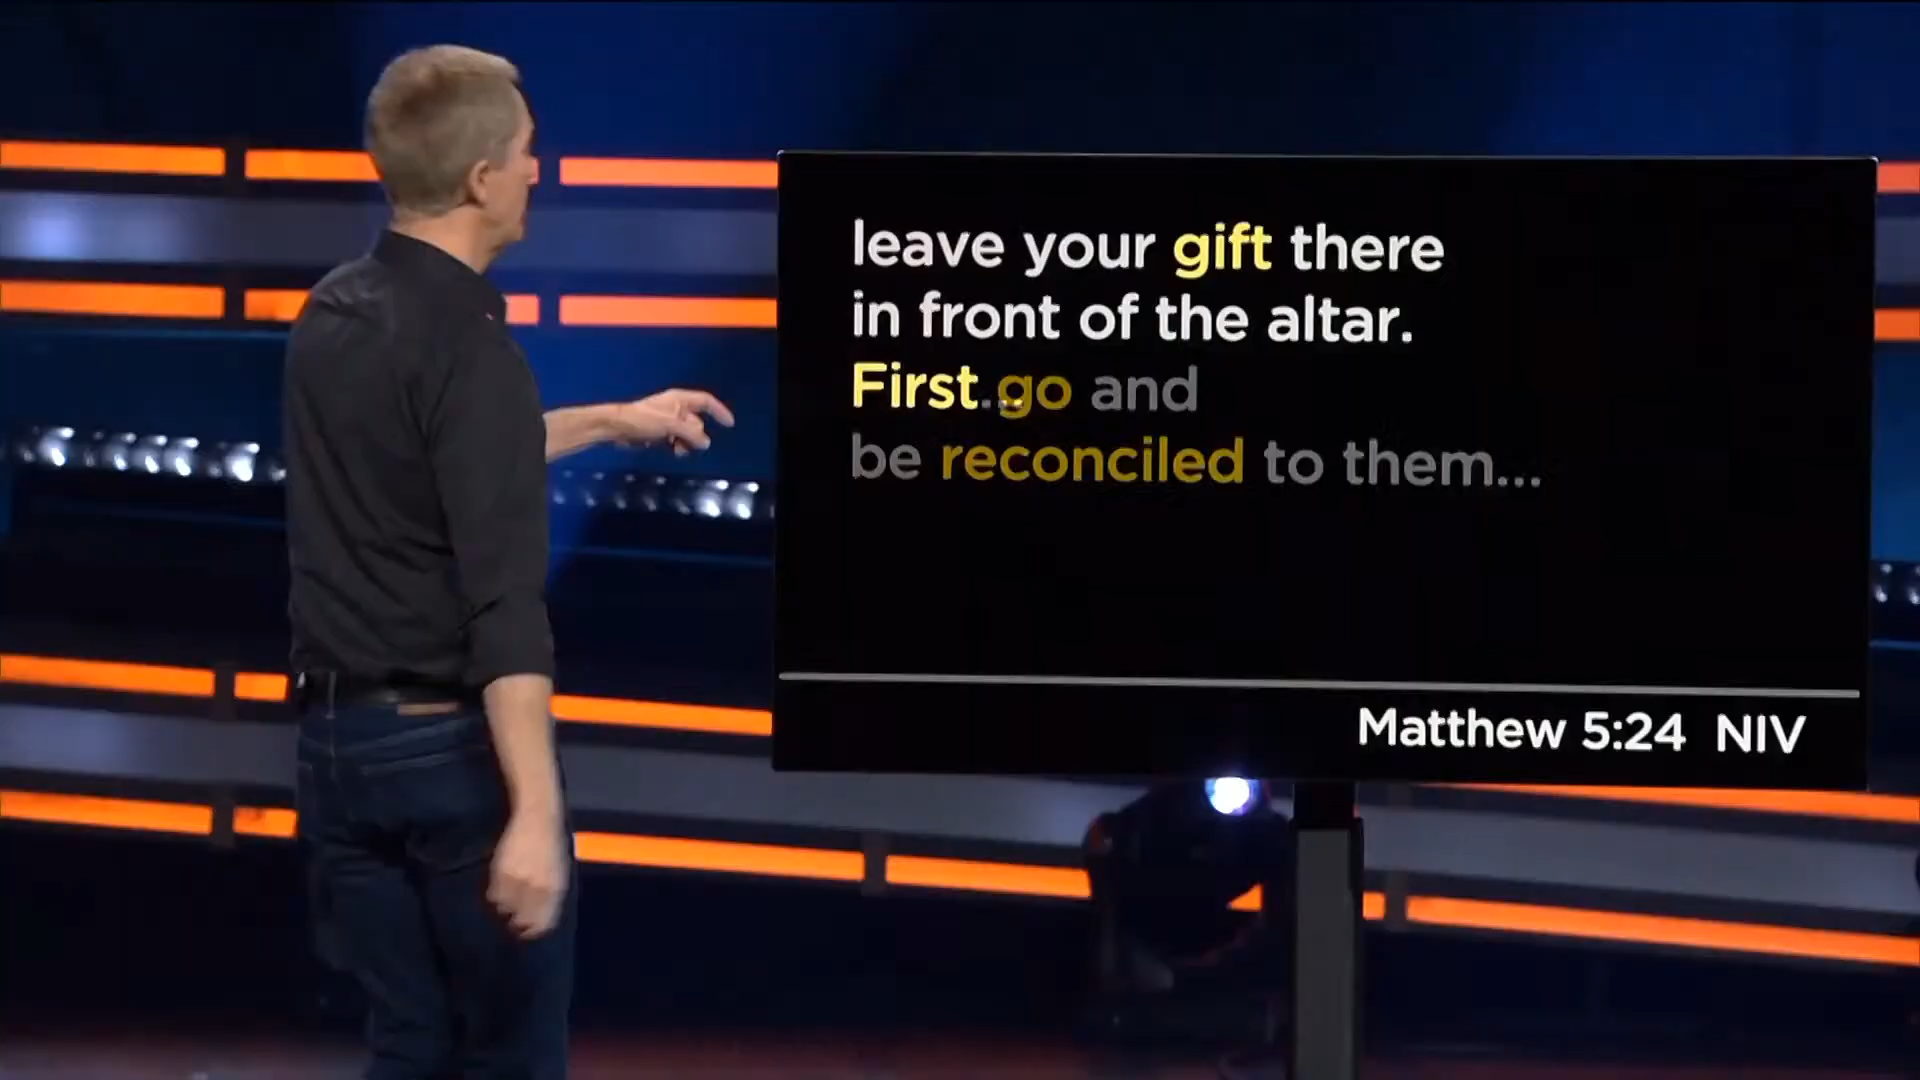 leave your gift there
in front of the altar.
First go and
be reconciled to them...
Matthew 5:24 NIV